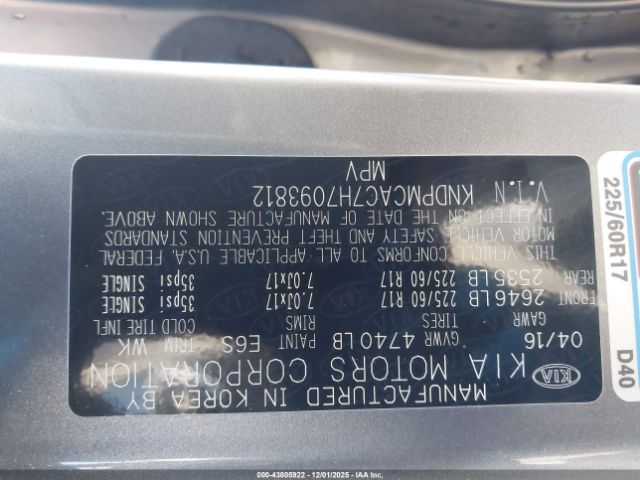 MANUFACTURED IN KOREA BY
KIA KIA MOTORS CORPORATION
04/16 GVWR 4740LB PAINT E6S TRIM WK
GAWR TIRES RIMS COLD TIRE INFL
FRONT 2646LB 225/60 R17 7.0Jx17 35psi SINGLE
REAR 2535LB 225/60 R17 7.0Jx17 35psi SINGLE
THIS VEHICLE CONFORMS TO ALL APPLICABLE U.S.A. FEDERAL
MOTOR VEHICLE SAFETY AND THEFT PREVENTION STANDARDS
IN EFFECT ON THE DATE OF MANUFACTURE SHOWN ABOVE.
V.I.N KNDPMCAC7H7093812
MPV
225/60R17
D40
000-43805922 | 12/01/2025 | IAAI.COM